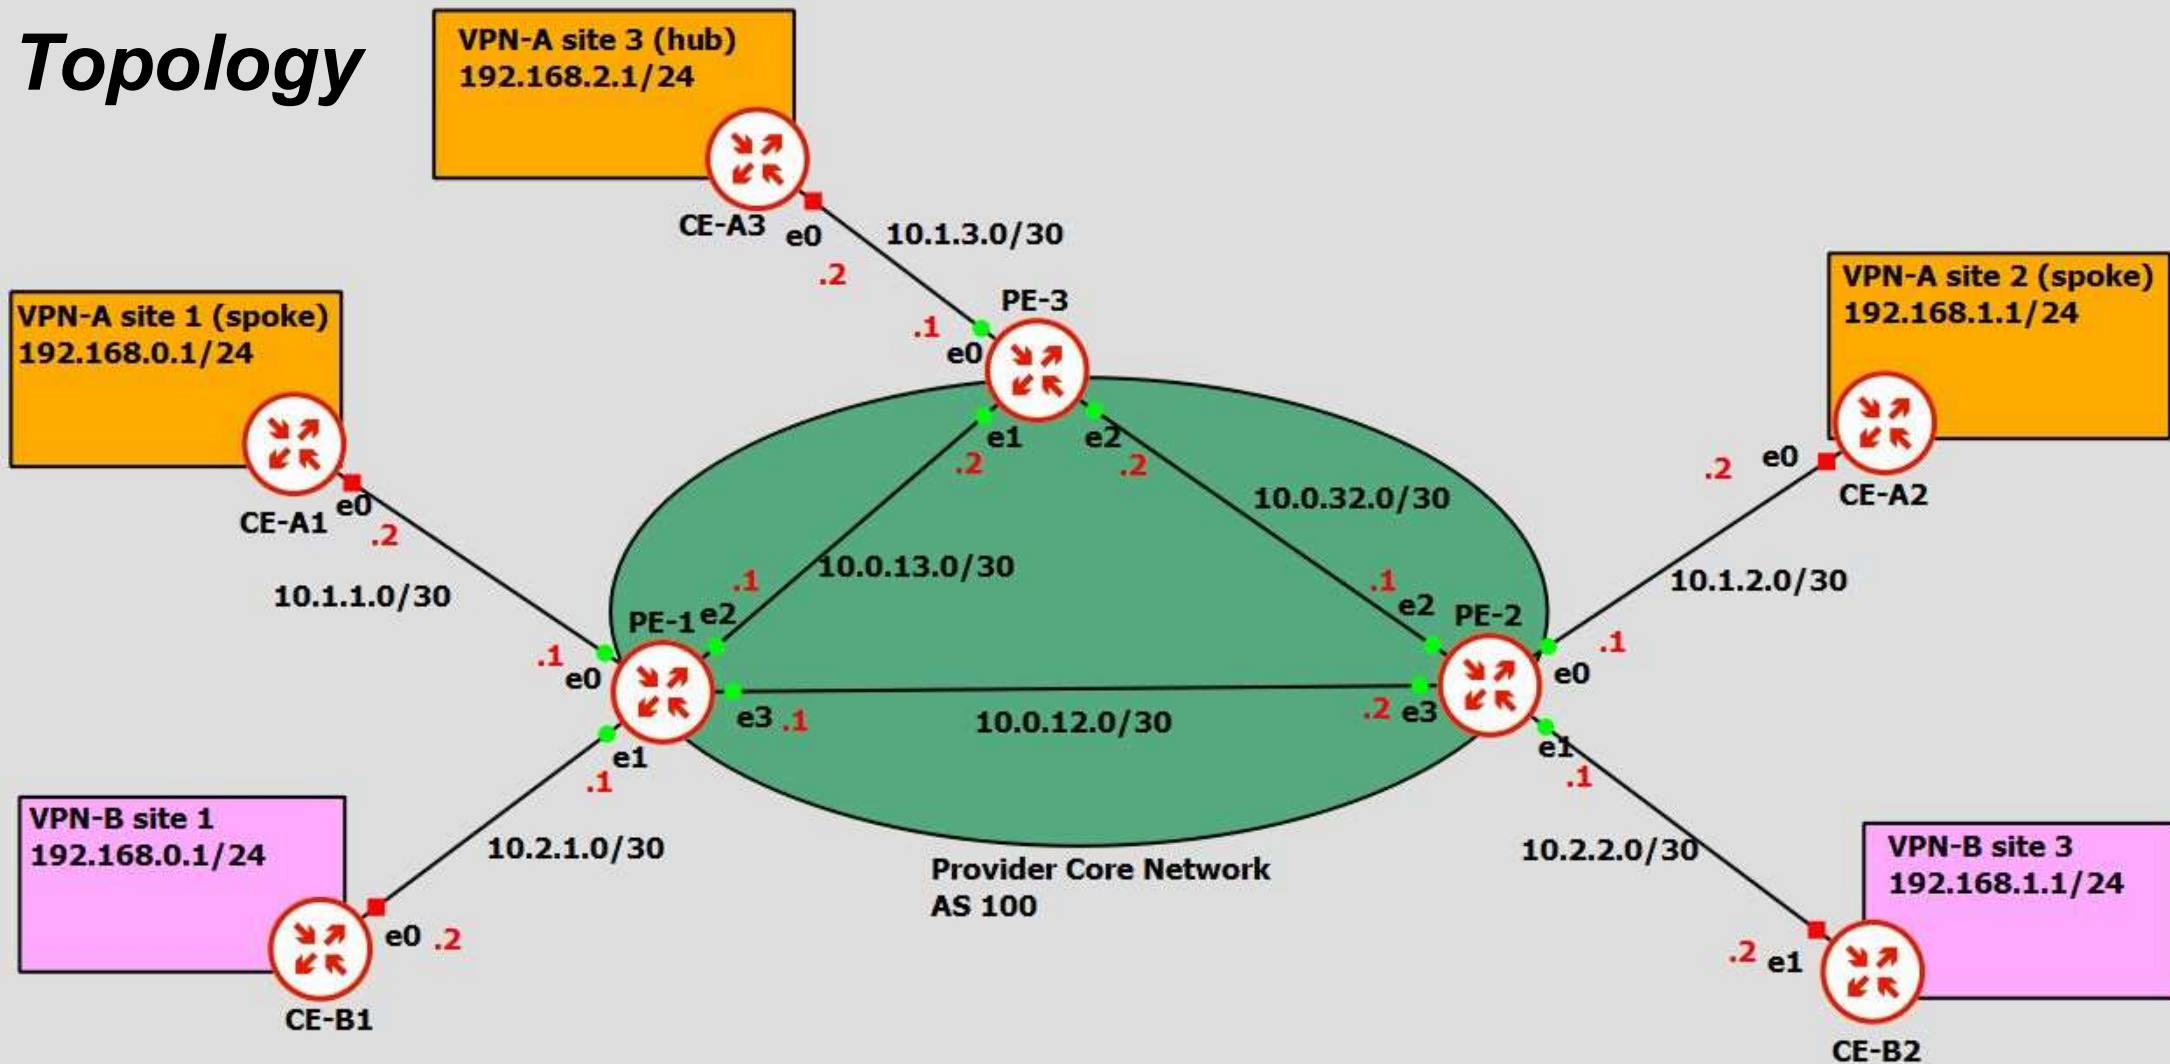 Topology
VPN-A site 3 (hub)
192.168.2.1/24
CE-A3
e0
.2
10.1.3.0/30
PE-3
.1
e0
e1
.2
e2
.2
VPN-A site 1 (spoke)
192.168.0.1/24
CE-A1
e0
.2
10.1.1.0/30
VPN-A site 2 (spoke)
192.168.1.1/24
.2
e0
CE-A2
10.1.2.0/30
10.0.32.0/30
10.0.13.0/30
.1
PE-1
e2
.1
e0
e3
.1
e1
.1
10.0.12.0/30
.1
e2
PE-2
.2
e3
.1
e0
e1
.1
VPN-B site 1
192.168.0.1/24
10.2.1.0/30
e0
.2
CE-B1
Provider Core Network
AS 100
10.2.2.0/30
VPN-B site 3
192.168.1.1/24
.2
e1
CE-B2